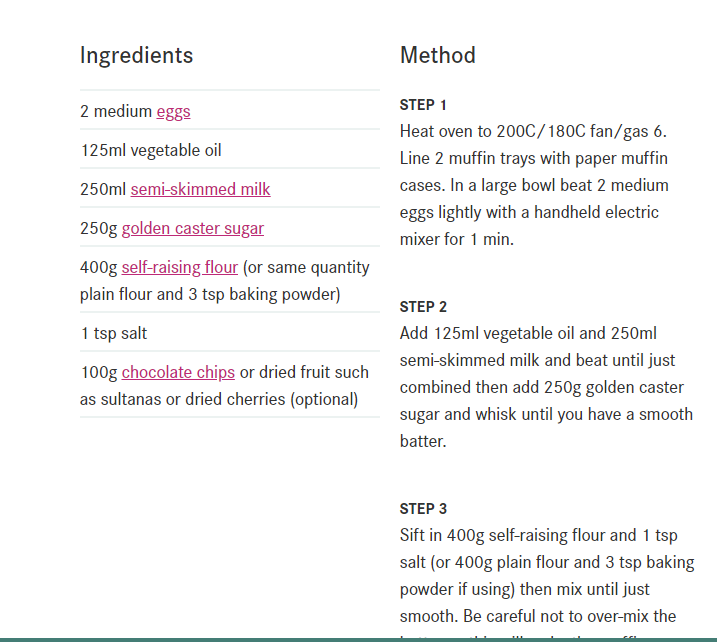 Ingredients
2 medium eggs
125ml vegetable oil
250ml semi-skimmed milk
250g golden caster sugar
400g self-raising flour (or same quantity
plain flour and 3 tsp baking powder)
1 tsp salt
100g chocolate chips or dried fruit such
as sultanas or dried cherries (optional)
Method
STEP 1
Heat oven to 200C/180C fan/gas 6.
Line 2 muffin trays with paper muffin
cases. In a large bowl beat 2 medium
eggs lightly with a handheld electric
mixer for 1 min.
STEP 2
Add 125ml vegetable oil and 250ml
semi-skimmed milk and beat until just
combined then add 250g golden caster
sugar and whisk until you have a smooth
batter.
STEP 3
Sift in 400g self-raising flour and 1 tsp
salt (or 400g plain flour and 3 tsp baking
powder if using) then mix until just
smooth. Be careful not to over-mix the